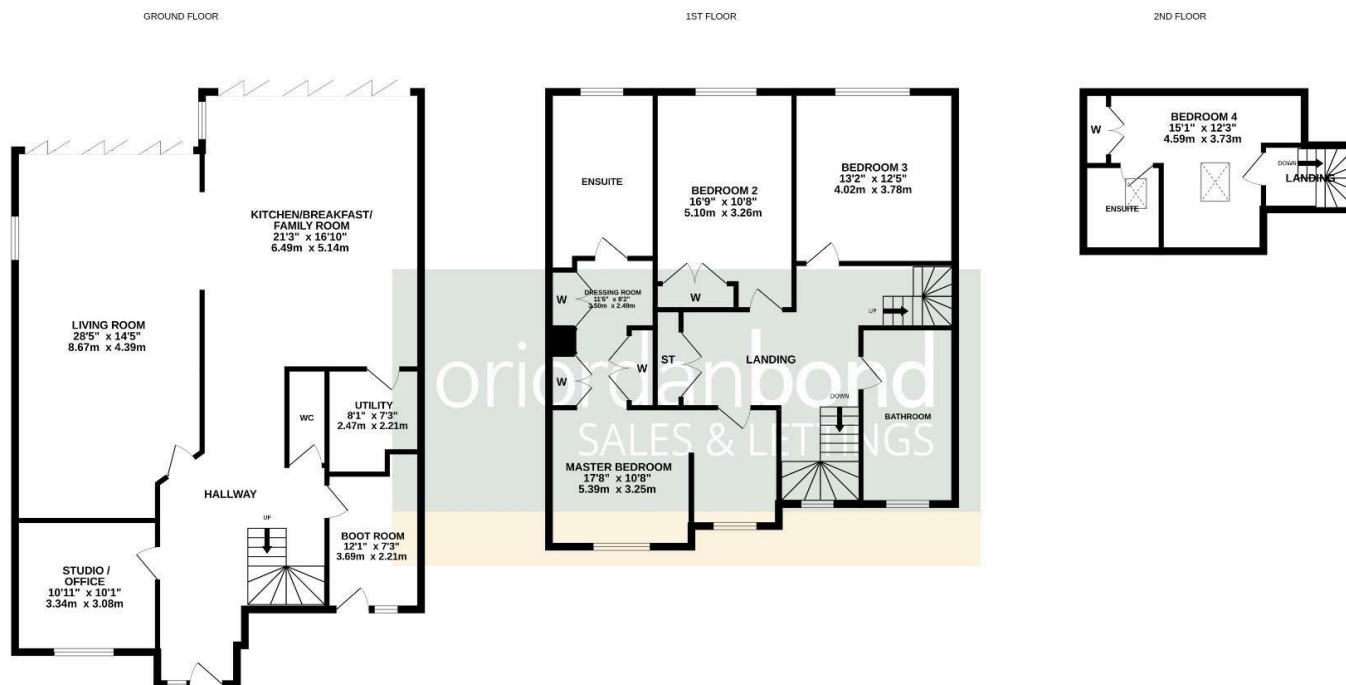 GROUND FLOOR
KITCHEN/BREAKFAST/
FAMILY ROOM
21'3" x 16'10"
6.49m x 5.14m
LIVING ROOM
28'5" x 14'5"
8.67m x 4.39m
WC
UTILITY
8'1" x 7'3"
2.47m x 2.21m
HALLWAY
UP
BOOT ROOM
12'1" x 7'3"
3.69m x 2.21m
STUDIO /
OFFICE
10'11" x 10'1"
3.34m x 3.08m
1ST FLOOR
ENSUITE
BEDROOM 2
16'9" x 10'8"
5.10m x 3.26m
BEDROOM 3
13'2" x 12'5"
4.02m x 3.78m
DRESSING ROOM
11'6" x 8'2"
3.50m x 2.49m
W
W
W
W
ST
LANDING
UP
DOWN
BATHROOM
MASTER BEDROOM
17'8" x 10'8"
5.39m x 3.25m
oriordanbond
SALES & LETTINGS
2ND FLOOR
BEDROOM 4
15'1" x 12'3"
4.59m x 3.73m
W
DOWN
LANDING
ENSUITE